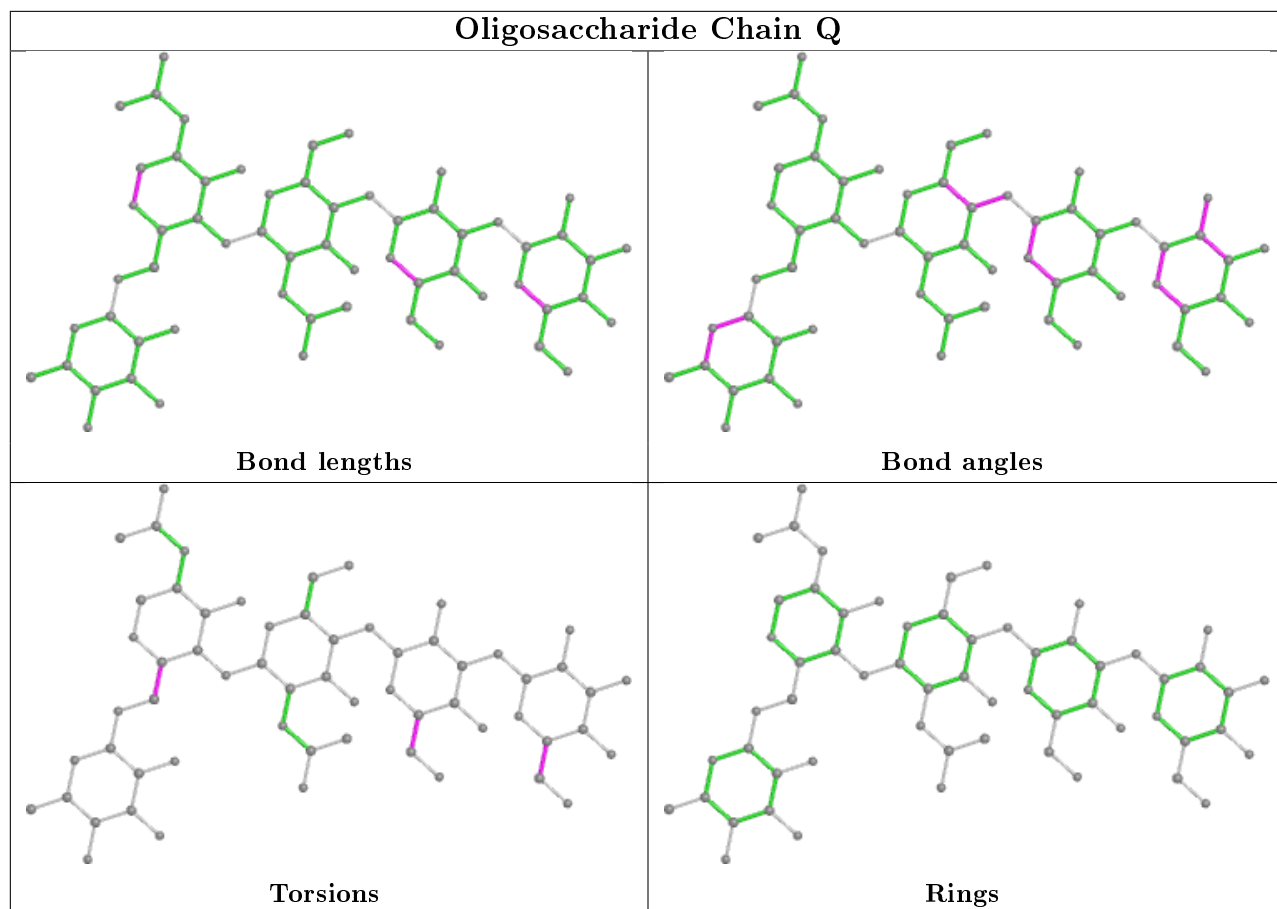 Oligosaccharide Chain Q
Bond lengths
Bond angles
Torsions
Rings